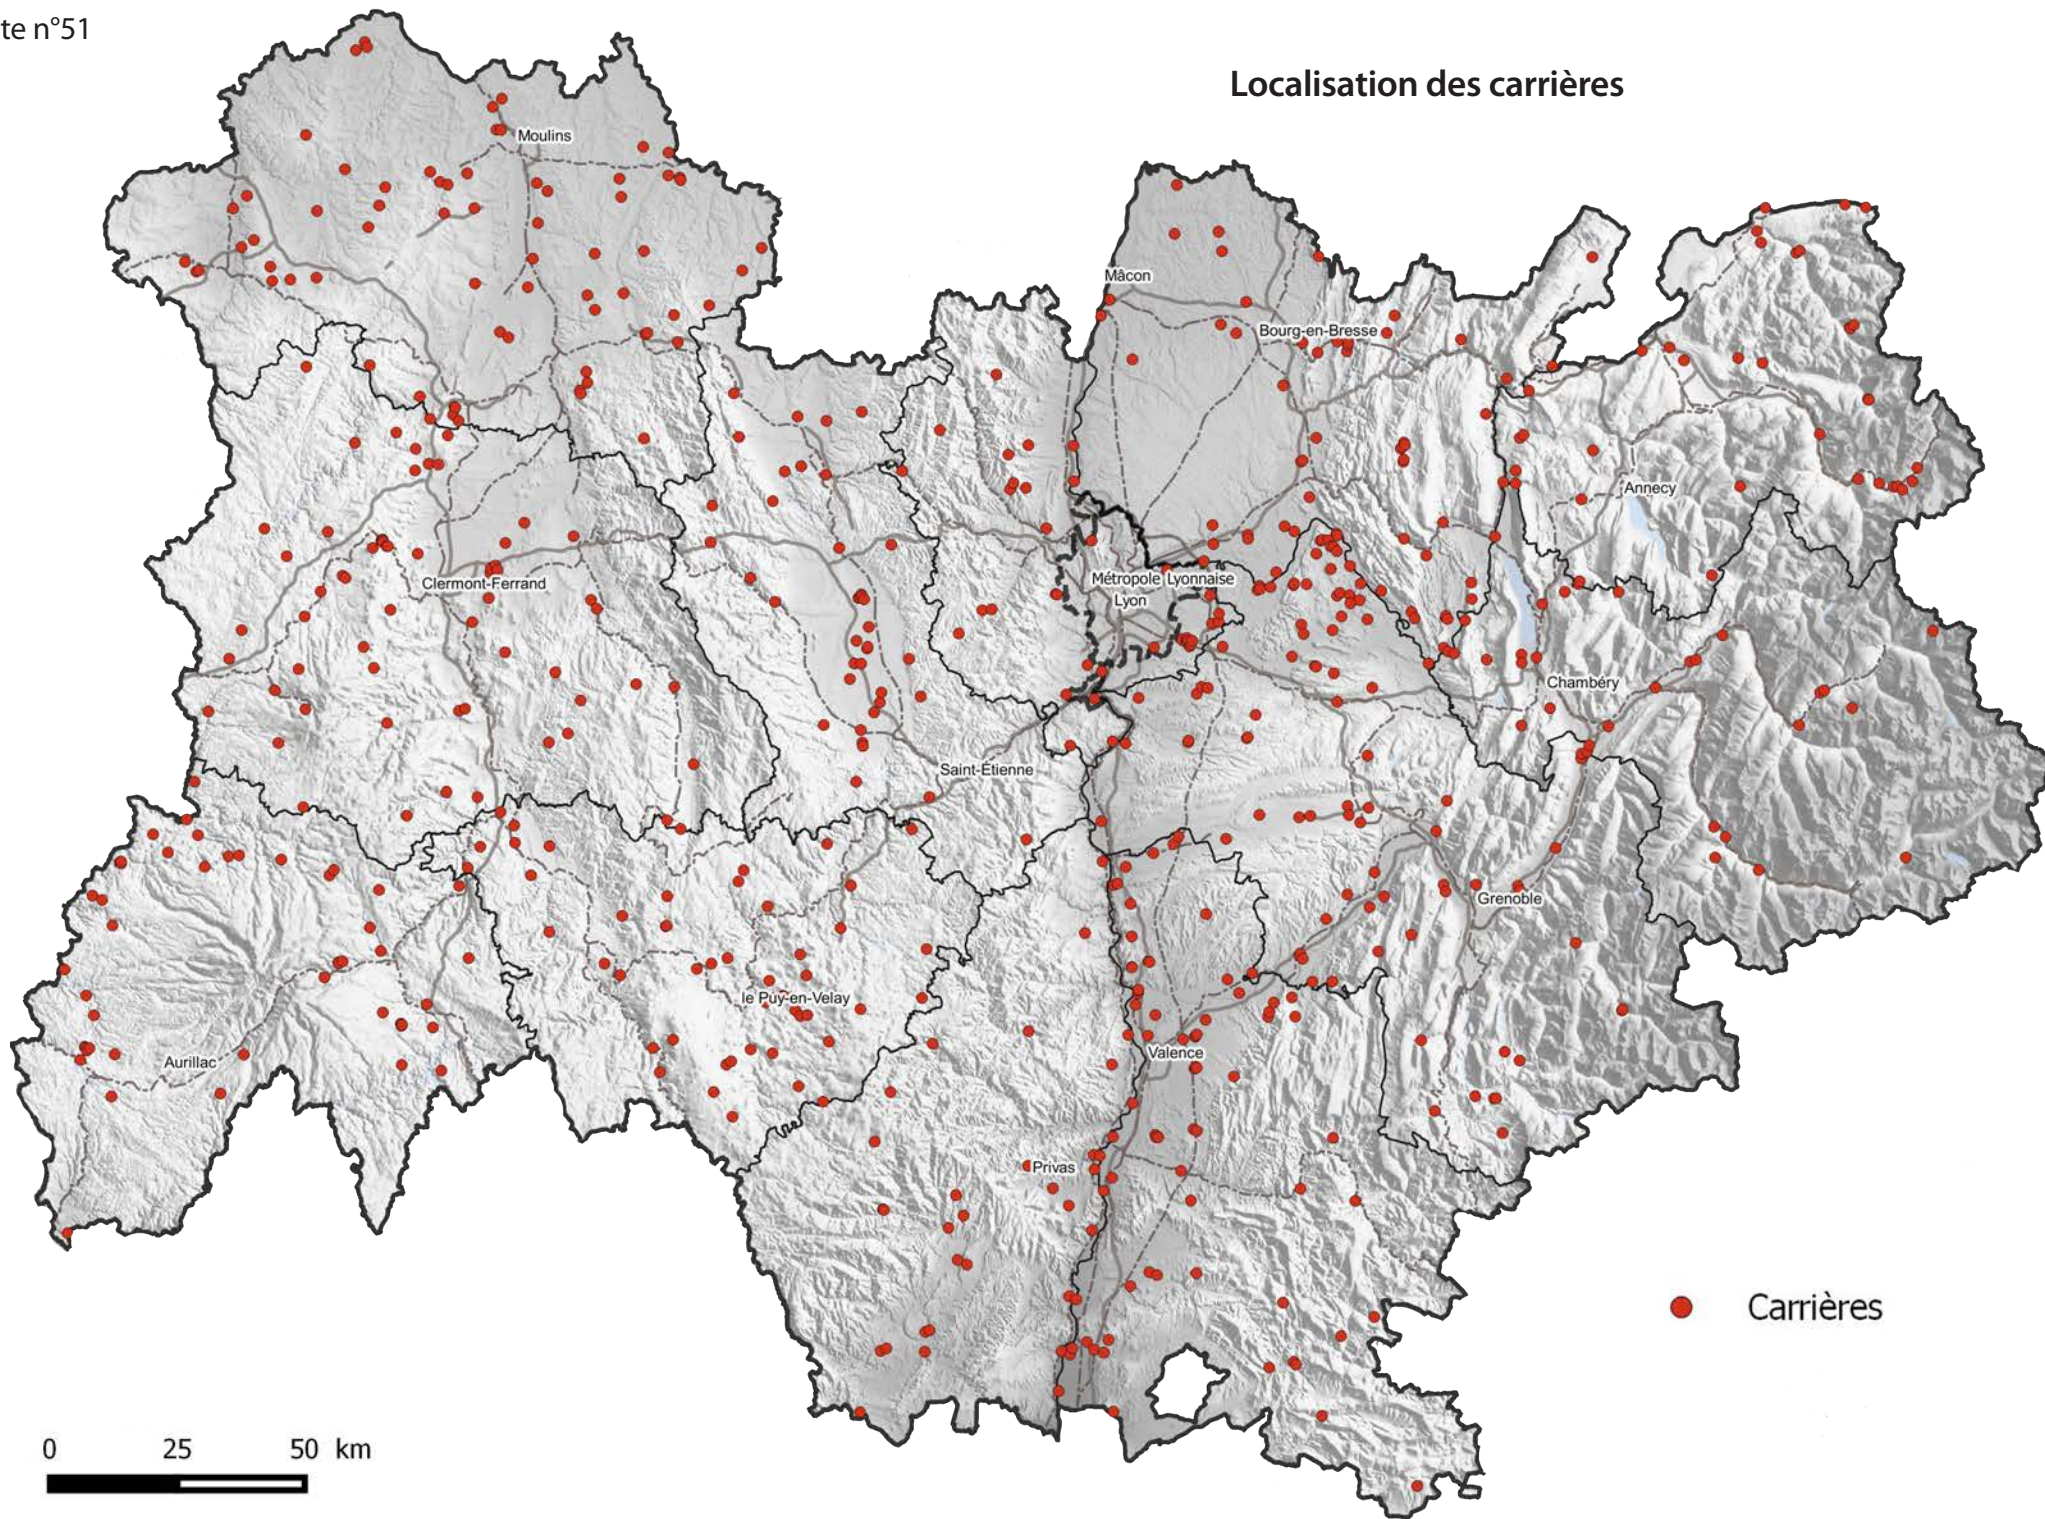 te n°51
Localisation des carrières
Moulins
Mâcon
Bourg-en-Bresse
Annecy
Clermont-Ferrand
Métropole Lyonnaise
Lyon
Chambéry
Saint-Étienne
Grenoble
le Puy-en-Velay
Aurillac
Valence
Privas
Carrières
0 25 50 km